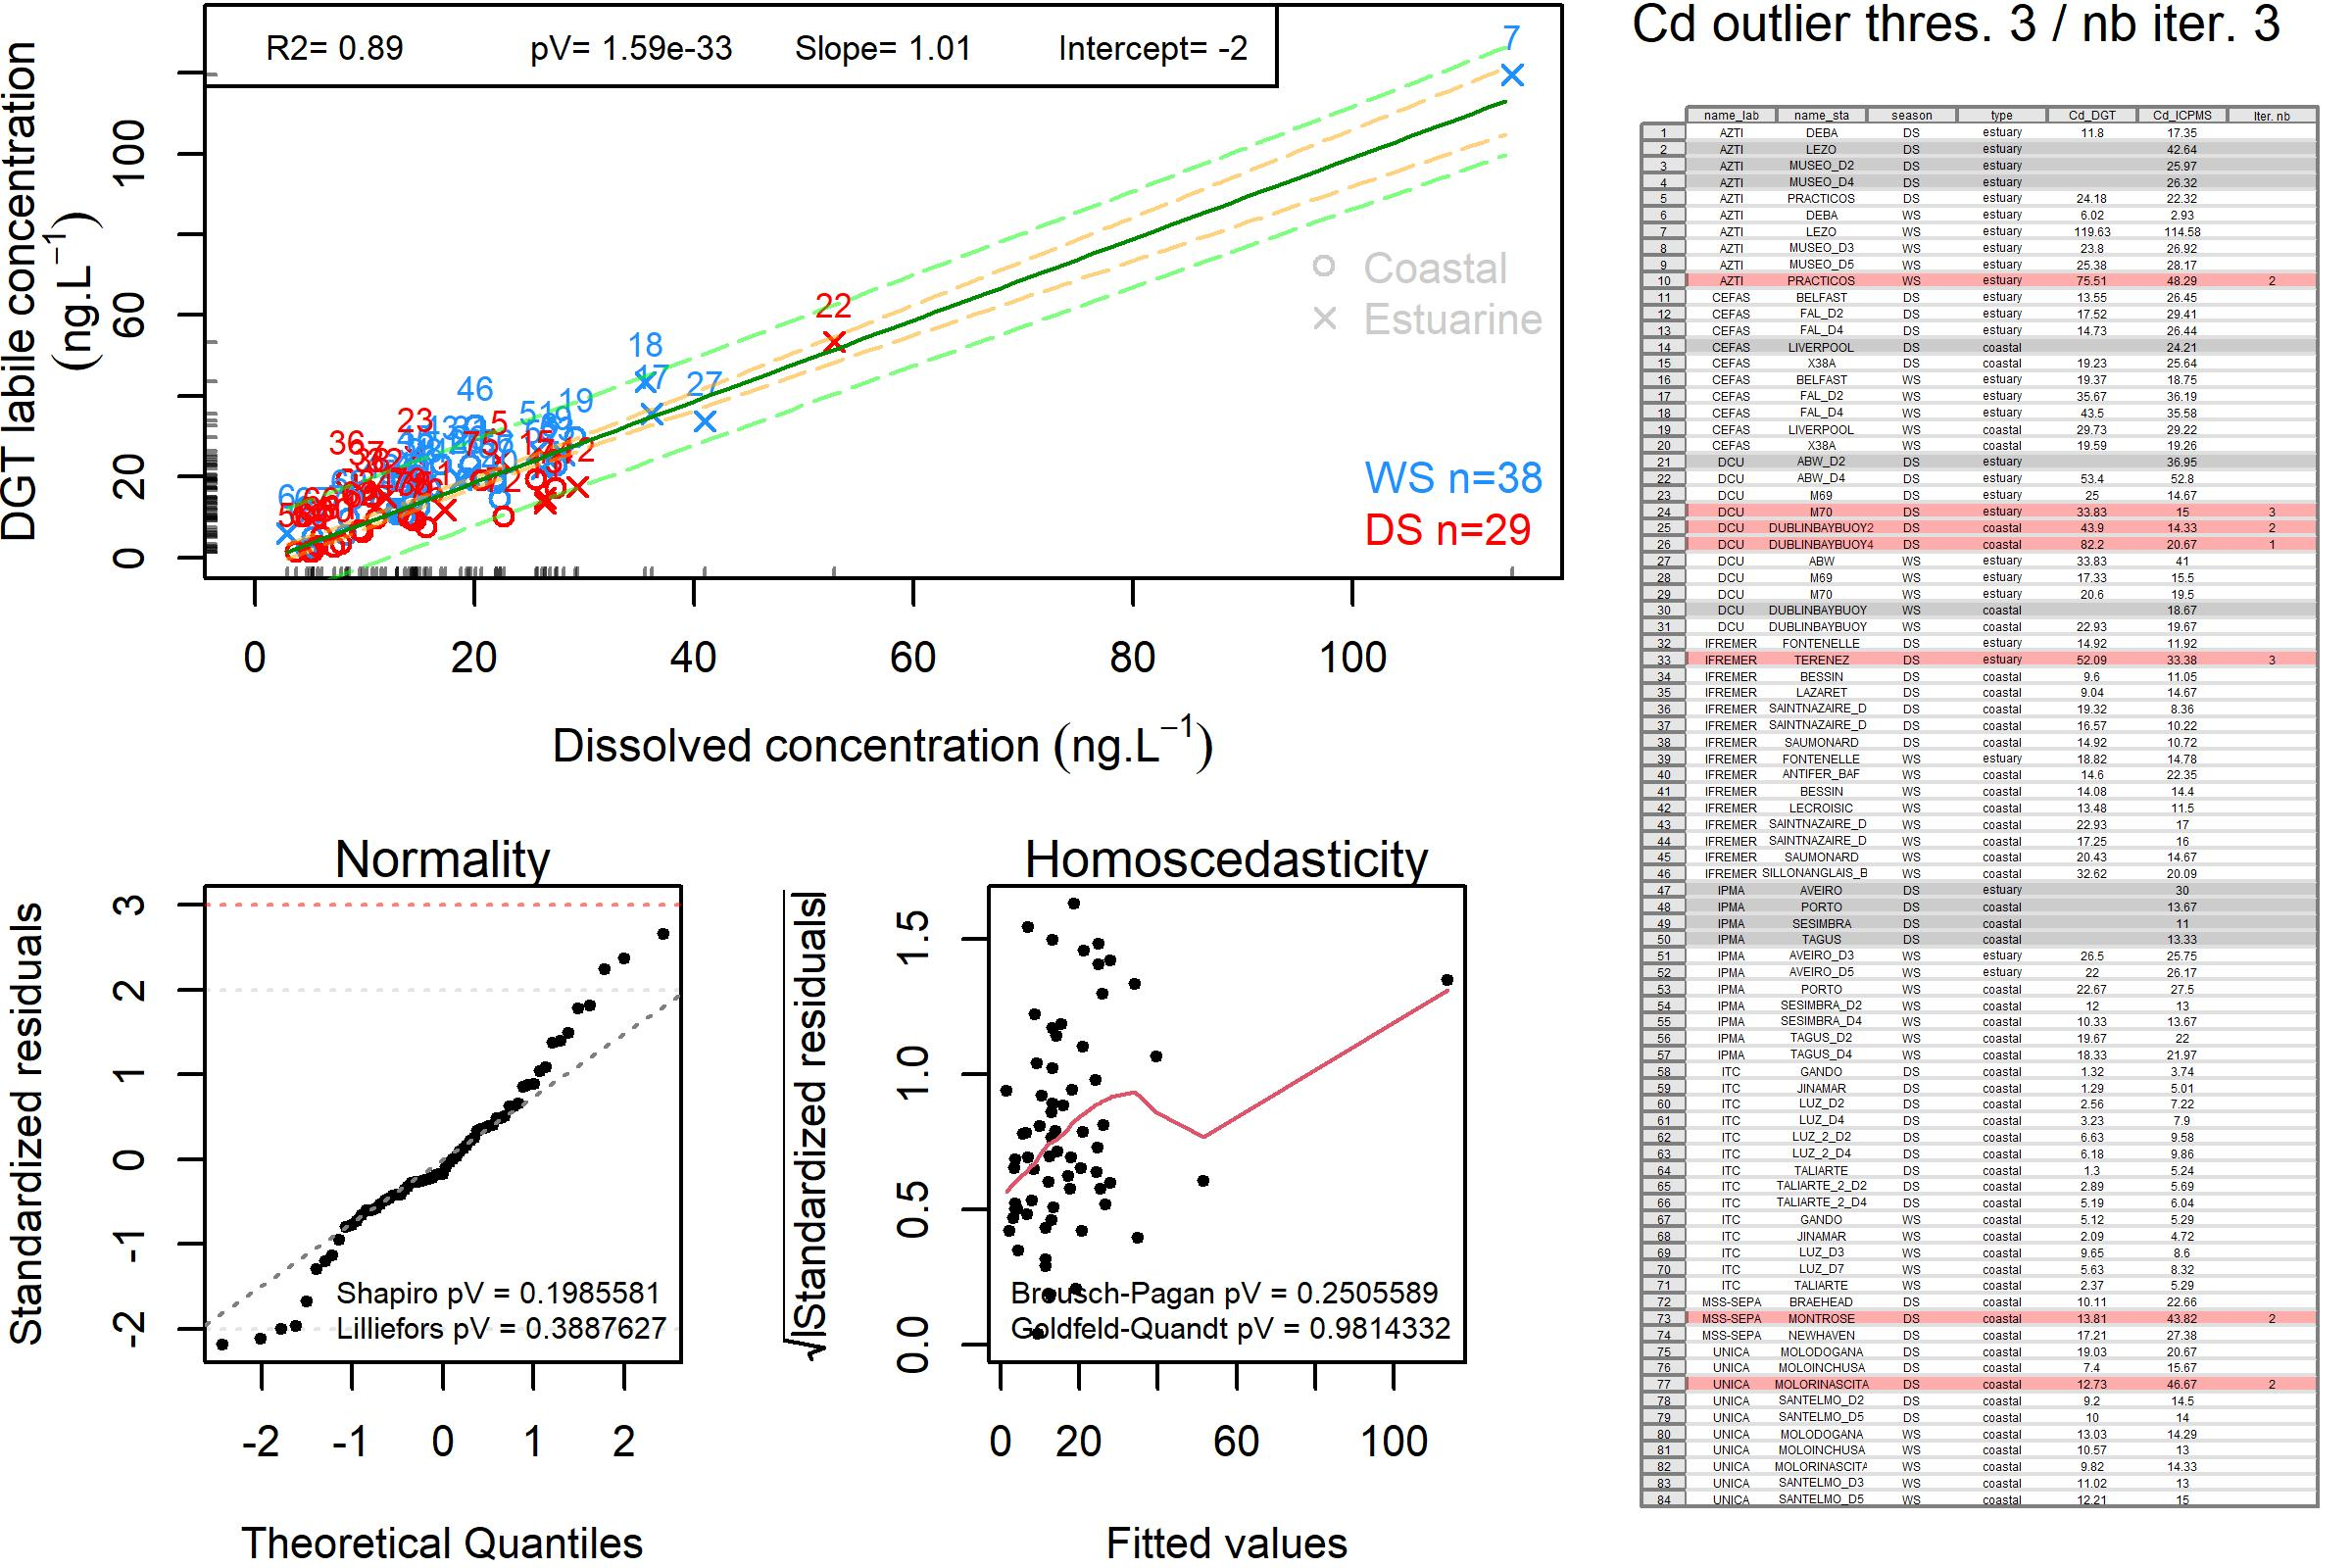 Cd outlier thres. 3 / nb iter. 3
R2= 0.89 pV= 1.59e-33 Slope= 1.01 Intercept= -2
DGT labile concentration
(ng.L−1)
0 20 60 100
7
22
18
17
27
46
19
23
36
Coastal
Estuarine
WS n=38
DS n=29
0 20 40 60 80 100
Dissolved concentration (ng.L−1)
Normality
Standardized residuals
-2 -1 0 1 2 3
Shapiro pV = 0.1985581
Lilliefors pV = 0.3887627
-2 -1 0 1 2
Theoretical Quantiles
Homoscedasticity
√|Standardized residuals|
0.0 0.5 1.0 1.5
Breusch-Pagan pV = 0.2505589
Goldfeld-Quandt pV = 0.9814332
0 20 60 100
Fitted values
name_lab name_sta season type Cd_DGT Cd_ICPMS Iter. nb
1 AZTI DEBA DS estuary 11.8 17.35
2 AZTI LEZO DS estuary 42.64
3 AZTI MUSEO_D2 DS estuary 25.97
4 AZTI MUSEO_D4 DS estuary 26.32
5 AZTI PRACTICOS DS estuary 24.18 22.32
6 AZTI DEBA WS estuary 6.02 2.93
7 AZTI LEZO WS estuary 119.63 114.58
8 AZTI MUSEO_D3 WS estuary 23.8 26.92
9 AZTI MUSEO_D5 WS estuary 25.38 28.17
10 AZTI PRACTICOS WS estuary 75.51 48.29 2
11 CEFAS BELFAST DS estuary 13.55 26.45
12 CEFAS FAL_D2 DS estuary 17.52 29.41
13 CEFAS FAL_D4 DS estuary 14.73 26.44
14 CEFAS LIVERPOOL DS coastal 24.21
15 CEFAS X38A DS coastal 19.23 25.64
16 CEFAS BELFAST WS estuary 19.37 18.75
17 CEFAS FAL_D2 WS estuary 35.67 36.19
18 CEFAS FAL_D4 WS estuary 43.5 35.58
19 CEFAS LIVERPOOL WS coastal 29.73 29.22
20 CEFAS X38A WS coastal 19.59 19.26
21 DCU ABW_D2 DS estuary 36.95
22 DCU ABW_D4 DS estuary 53.4 52.8
23 DCU M69 DS estuary 25 14.67
24 DCU M70 DS estuary 33.83 15 3
25 DCU DUBLINBAYBUOY2 DS coastal 43.9 14.33 2
26 DCU DUBLINBAYBUOY4 DS coastal 82.2 20.67 1
27 DCU ABW WS estuary 33.83 41
28 DCU M69 WS estuary 17.33 15.5
29 DCU M70 WS estuary 20.6 19.5
30 DCU DUBLINBAYBUOY WS coastal 18.67
31 DCU DUBLINBAYBUOY WS coastal 22.93 19.67
32 IFREMER FONTENELLE DS estuary 14.92 11.92
33 IFREMER TERENEZ DS estuary 52.09 33.38 3
34 IFREMER BESSIN DS coastal 9.6 11.05
35 IFREMER LAZARET DS coastal 9.04 14.67
36 IFREMER SAINTNAZAIRE_D DS coastal 19.32 8.36
37 IFREMER SAINTNAZAIRE_D DS coastal 16.57 10.22
38 IFREMER SAUMONARD DS coastal 14.92 10.72
39 IFREMER FONTENELLE WS estuary 18.82 14.78
40 IFREMER ANTIFER_BAF WS coastal 14.6 22.35
41 IFREMER BESSIN WS coastal 14.08 14.4
42 IFREMER LECROISIC WS coastal 13.48 11.5
43 IFREMER SAINTNAZAIRE_D WS coastal 22.93 17
44 IFREMER SAINTNAZAIRE_D WS coastal 17.25 16
45 IFREMER SAUMONARD WS coastal 20.43 14.67
46 IFREMER SILLONANGLAIS_B WS coastal 32.62 20.09
47 IPMA AVEIRO DS estuary 30
48 IPMA PORTO DS coastal 13.67
49 IPMA SESIMBRA DS coastal 11
50 IPMA TAGUS DS coastal 13.33
51 IPMA AVEIRO_D3 WS estuary 26.5 25.75
52 IPMA AVEIRO_D5 WS estuary 22 26.17
53 IPMA PORTO WS coastal 22.67 27.5
54 IPMA SESIMBRA_D2 WS coastal 12 13
55 IPMA SESIMBRA_D4 WS coastal 10.33 13.67
56 IPMA TAGUS_D2 WS coastal 19.67 22
57 IPMA TAGUS_D4 WS coastal 18.33 21.97
58 ITC GANDO DS coastal 1.32 3.74
59 ITC JINAMAR DS coastal 1.29 5.01
60 ITC LUZ_D2 DS coastal 2.56 7.22
61 ITC LUZ_D4 DS coastal 3.23 7.9
62 ITC LUZ_2_D2 DS coastal 6.63 9.58
63 ITC LUZ_2_D4 DS coastal 6.18 9.86
64 ITC TALIARTE DS coastal 1.3 5.24
65 ITC TALIARTE_2_D2 DS coastal 2.89 5.69
66 ITC TALIARTE_2_D4 DS coastal 5.19 6.04
67 ITC GANDO WS coastal 5.12 5.29
68 ITC JINAMAR WS coastal 2.09 4.72
69 ITC LUZ_D3 WS coastal 9.65 8.6
70 ITC LUZ_D7 WS coastal 5.63 8.32
71 ITC TALIARTE WS coastal 2.37 5.29
72 MSS-SEPA BRAEHEAD DS coastal 10.11 22.66
73 MSS-SEPA MONTROSE DS coastal 13.81 43.82 2
74 MSS-SEPA NEWHAVEN DS coastal 17.21 27.38
75 UNICA MOLODOGANA DS coastal 19.03 20.67
76 UNICA MOLOINCHUSA DS coastal 7.4 15.67
77 UNICA MOLORINASCITA DS coastal 12.73 46.67 2
78 UNICA SANTELMO_D2 DS coastal 9.2 14.5
79 UNICA SANTELMO_D5 DS coastal 10 14
80 UNICA MOLODOGANA WS coastal 13.03 14.29
81 UNICA MOLOINCHUSA WS coastal 10.57 13
82 UNICA MOLORINASCITA WS coastal 9.82 14.33
83 UNICA SANTELMO_D3 WS coastal 11.02 13
84 UNICA SANTELMO_D5 WS coastal 12.21 15